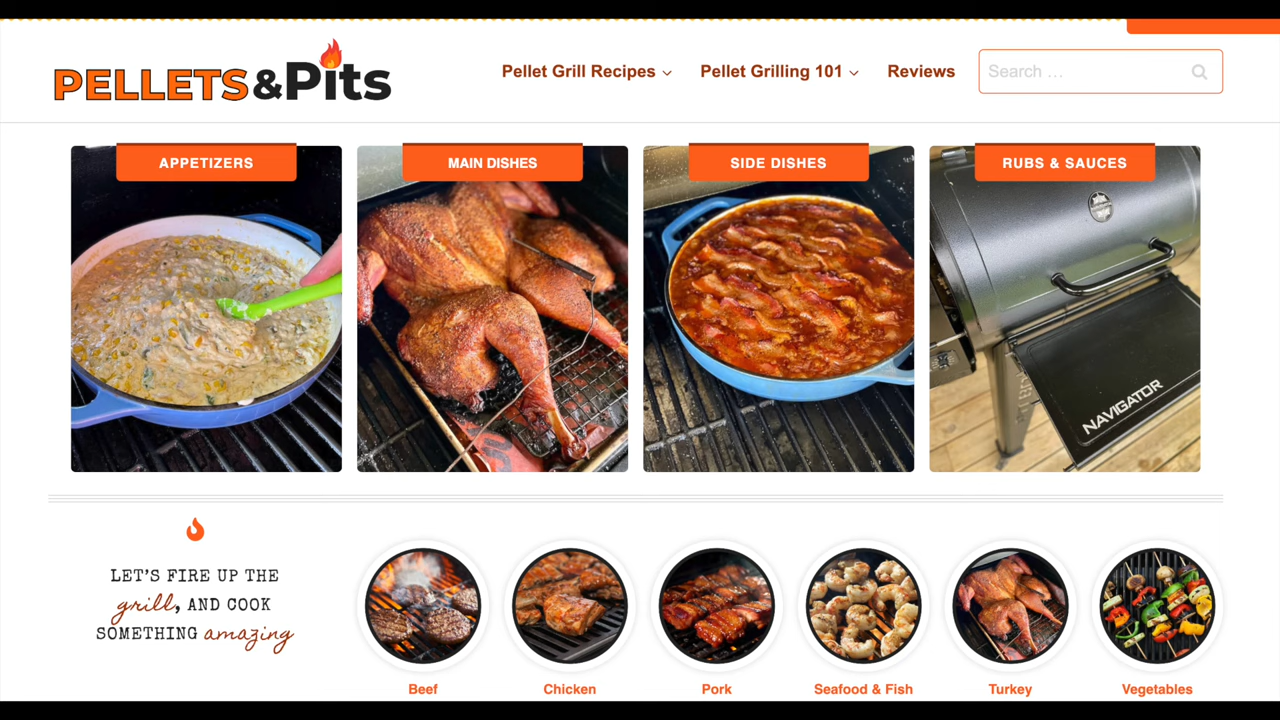 PELLETS&Pits
Pellet Grill Recipes
Pellet Grilling 101
Reviews
Search ...
APPETIZERS
MAIN DISHES
SIDE DISHES
RUBS & SAUCES
NAVIGATOR
LET'S FIRE UP THE
grill, AND COOK
SOMETHING amazing
Beef
Chicken
Pork
Seafood & Fish
Turkey
Vegetables